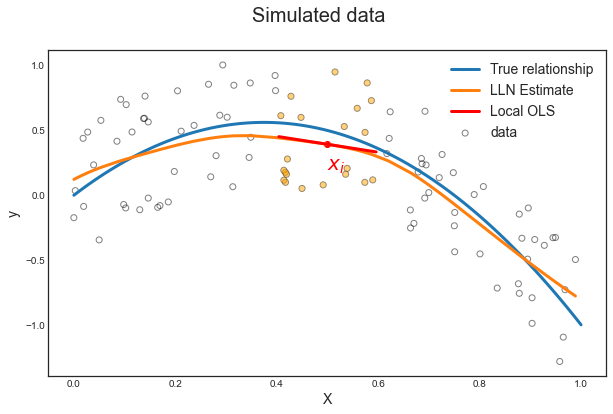 Simulated data
True relationship
LLN Estimate
Local OLS
data
1.0
0.5
0.0
−0.5
−1.0
y
x_i
0.0 0.2 0.4 0.6 0.8 1.0
X